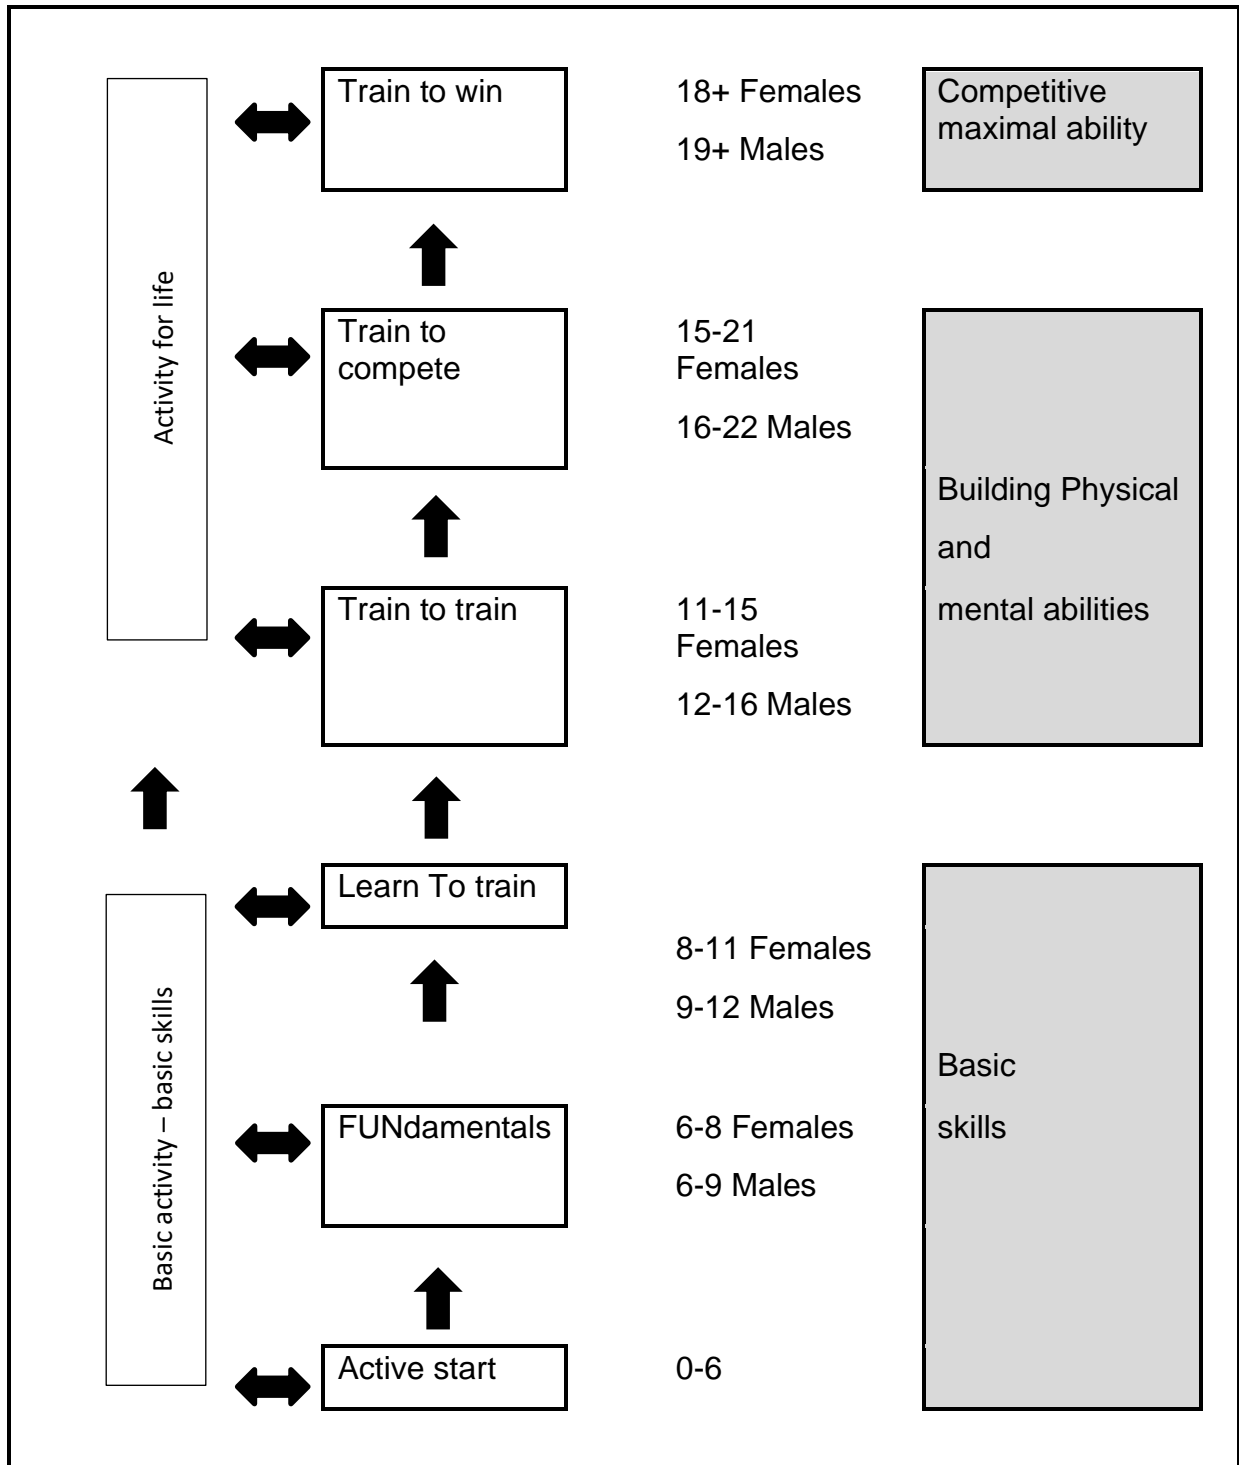 Train to win
18+ Females
19+ Males
Competitive
maximal ability
Activity for life
Train to
compete
15-21
Females
16-22 Males
Building Physical
and
mental abilities
Train to train
11-15
Females
12-16 Males
Learn To train
8-11 Females
9-12 Males
Basic activity – basic skills
Basic
skills
FUNdamentals
6-8 Females
6-9 Males
Active start
0-6